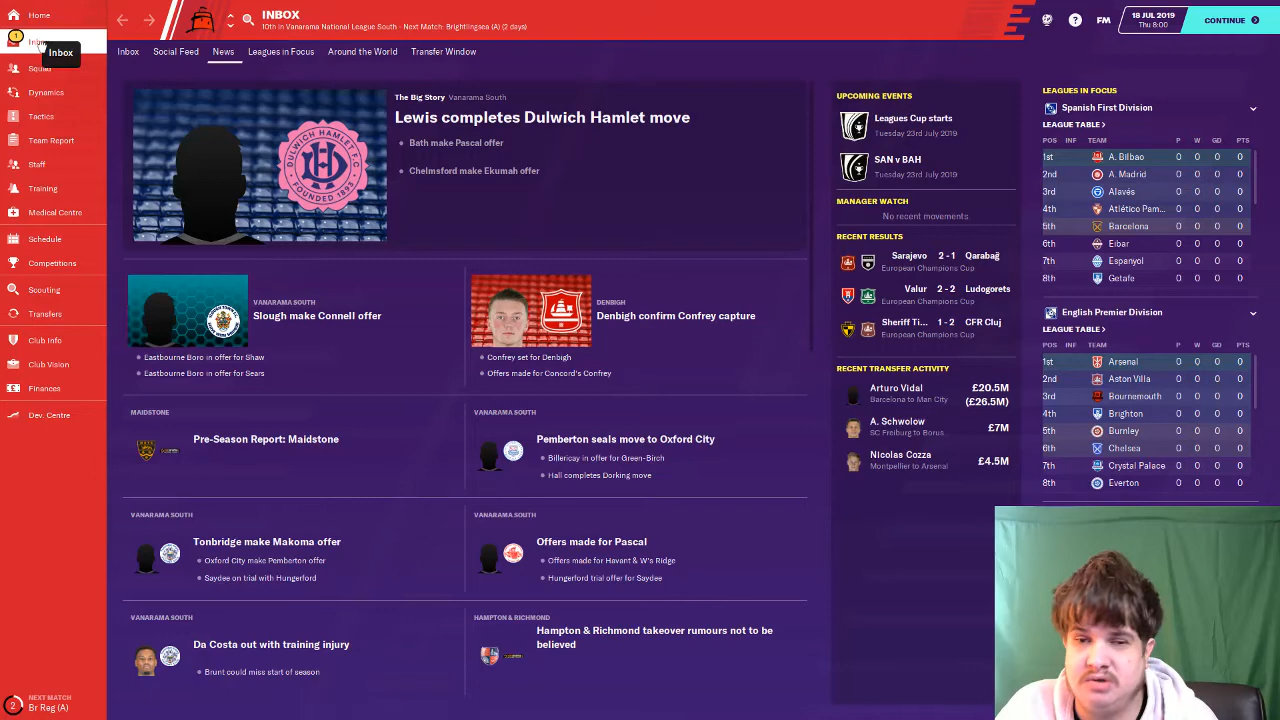 Home
INBOX
10th in Vanarama National League South - Next Match: Brightlingsea (A) (2 days)
FM
18 JUL 2019
Thu 8:00
CONTINUE
1
Inbox
Inbox
Social Feed
News
Leagues in Focus
Around the World
Transfer Window
Squad
Dynamics
Tactics
Team Report
Staff
Training
Medical Centre
Schedule
Competitions
Scouting
Transfers
Club Info
Club Vision
Finances
Dev. Centre
2
NEXT MATCH
Br Reg (A)
DULWICH HAMLET F.C.
DH
FOUNDED 1893
The Big Story Vanarama South
Lewis completes Dulwich Hamlet move
Bath make Pascal offer
Chelmsford make Ekumah offer
VANARAMA SOUTH
Slough make Connell offer
Eastbourne Boro in offer for Shaw
Eastbourne Boro in offer for Sears
DENBIGH
Denbigh confirm Confrey capture
Confrey set for Denbigh
Offers made for Concord's Confrey
MAIDSTONE
Pre-Season Report: Maidstone
VANARAMA SOUTH
Pemberton seals move to Oxford City
Billericay in offer for Green-Birch
Hall completes Dorking move
VANARAMA SOUTH
Tonbridge make Makoma offer
Oxford City make Pemberton offer
Saydee on trial with Hungerford
VANARAMA SOUTH
Offers made for Pascal
Offers made for Havant & W's Ridge
Hungerford trial offer for Saydee
VANARAMA SOUTH
Da Costa out with training injury
Brunt could miss start of season
HAMPTON & RICHMOND
Hampton & Richmond takeover rumours not to be
believed
UPCOMING EVENTS
Leagues Cup starts
Tuesday 23rd July 2019
SAN v BAH
Tuesday 23rd July 2019
MANAGER WATCH
No recent movements
RECENT RESULTS
Sarajevo 2 - 1 Qarabağ
European Champions Cup
Valur 2 - 2 Ludogorets
European Champions Cup
Sheriff Ti... 1 - 2 CFR Cluj
European Champions Cup
RECENT TRANSFER ACTIVITY
Arturo Vidal £20.5M
Barcelona to Man City (£26.5M)
A. Schwolow £7M
SC Freiburg to Borus...
Nicolas Cozza £4.5M
Montpellier to Arsenal
LEAGUES IN FOCUS
Spanish First Division
LEAGUE TABLE
POS INF TEAM P W GD PTS
1st A. Bilbao 0 0 0 0
2nd A. Madrid 0 0 0 0
3rd Alavés 0 0 0 0
4th Atlético Pam... 0 0 0 0
5th Barcelona 0 0 0 0
6th Eibar 0 0 0 0
7th Espanyol 0 0 0 0
8th Getafe 0 0 0 0
English Premier Division
LEAGUE TABLE
POS INF TEAM P W GD PTS
1st Arsenal 0 0 0 0
2nd Aston Villa 0 0 0 0
3rd Bournemouth 0 0 0 0
4th Brighton 0 0 0 0
5th Burnley 0 0 0 0
6th Chelsea 0 0 0 0
7th Crystal Palace 0 0 0 0
8th Everton 0 0 0 0